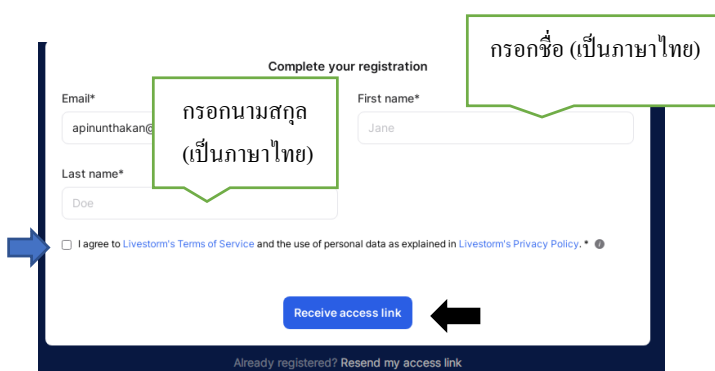 กรอกชื่อ (เป็นภาษาไทย)
Complete your registration
Email*
First name*
apinunthakan@
Jane
กรอกนามสกุล
(เป็นภาษาไทย)
Last name*
Doe
I agree to Livestorm's Terms of Service and the use of personal data as explained in Livestorm's Privacy Policy. *
Receive access link
Already registered? Resend my access link